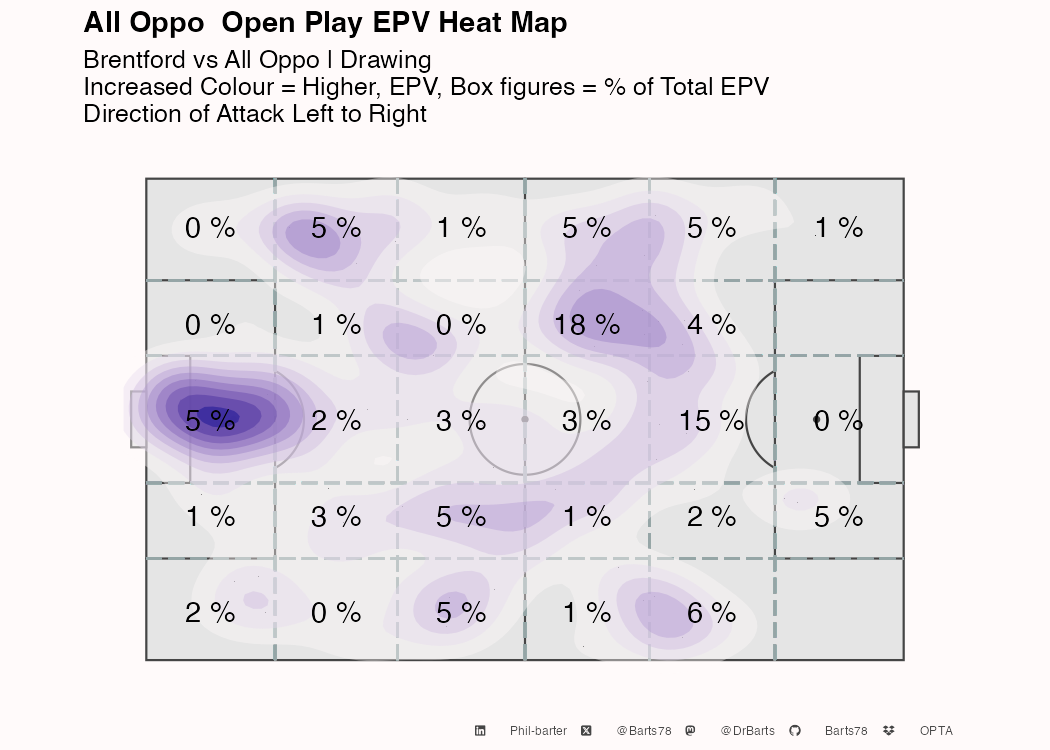 All Oppo  Open Play EPV Heat Map
Brentford vs All Oppo | Drawing
Increased Colour = Higher, EPV, Box figures = % of Total EPV
Direction of Attack Left to Right
0 % 5 % 1 % 5 % 5 % 1 %
0 % 1 % 0 % 18 % 4 %
5 % 2 % 3 % 3 % 15 % 0 %
1 % 3 % 5 % 1 % 2 % 5 %
2 % 0 % 5 % 1 % 6 %
Phil-barter @Barts78 @DrBarts Barts78 OPTA